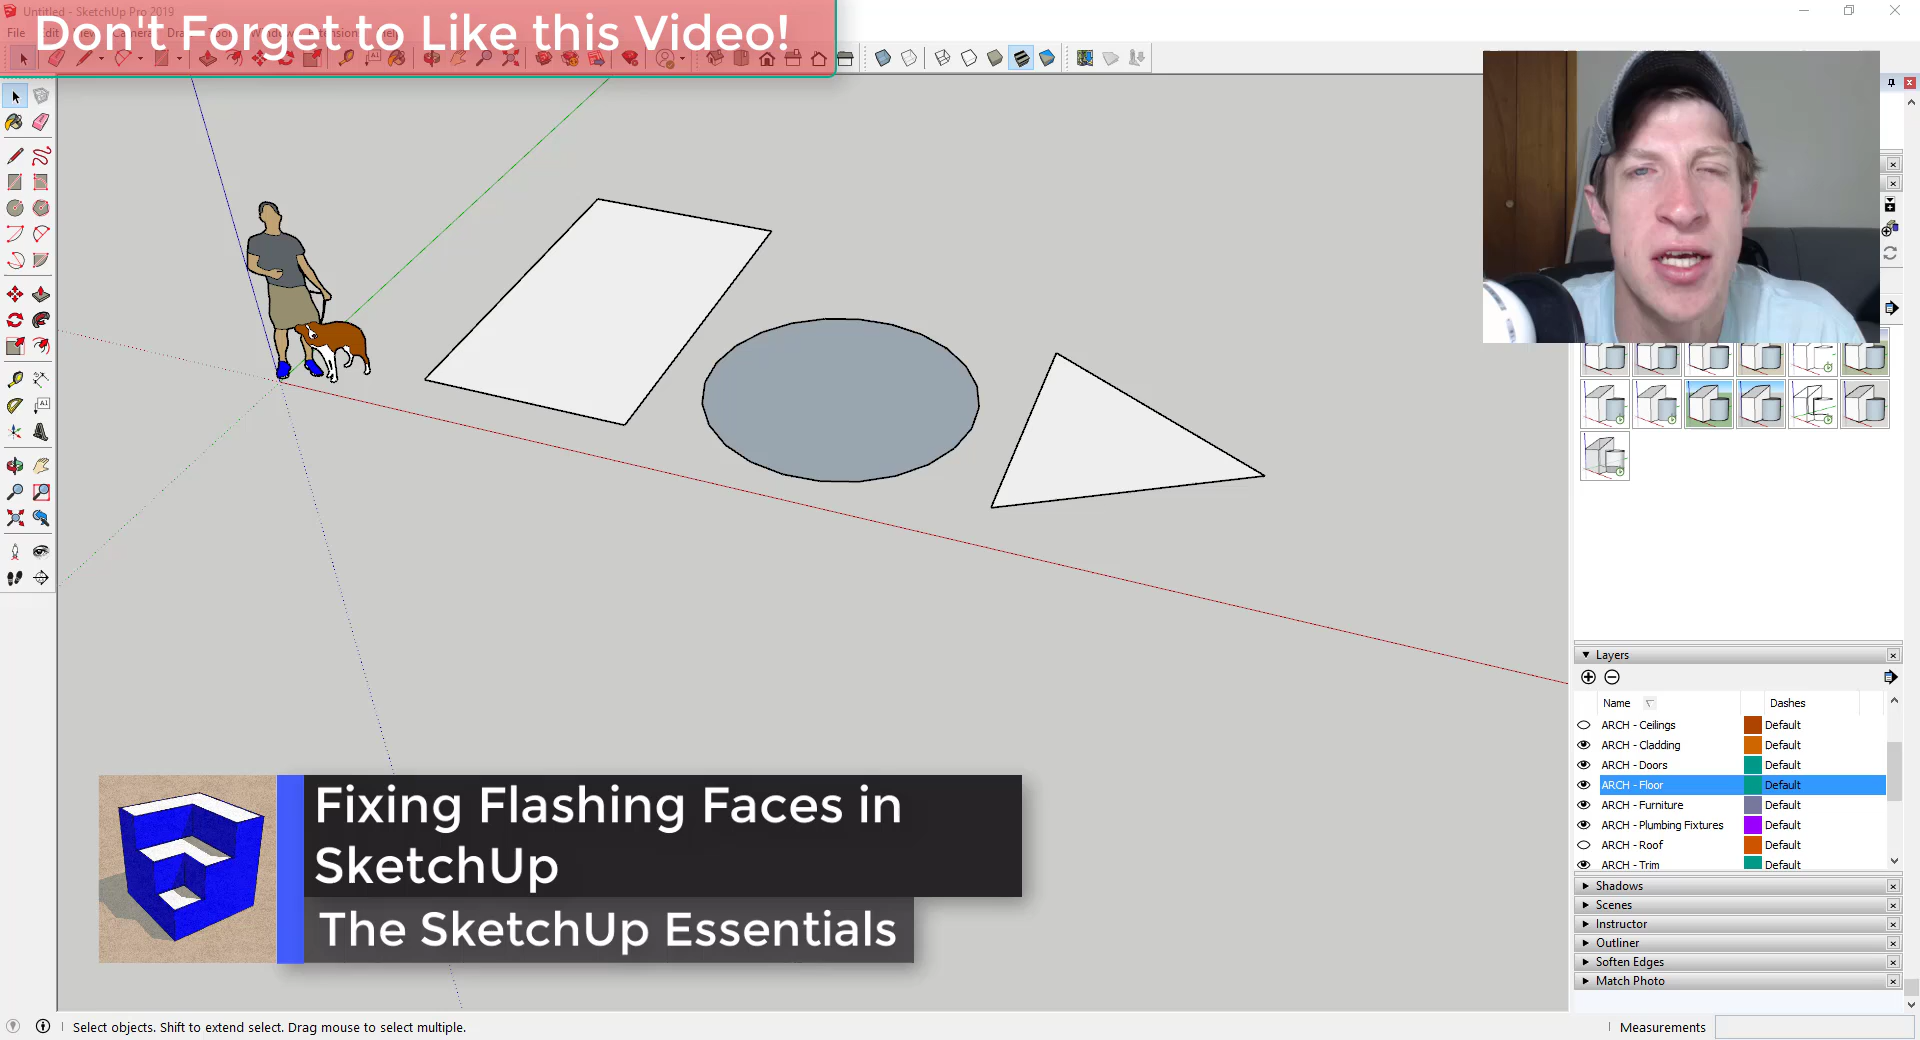 Untitled - SketchUp Pro 2019
Don't Forget to Like this Video!
File
A1
Layers
Name Dashes
ARCH - Ceilings Default
ARCH - Cladding Default
ARCH - Doors Default
ARCH - Floor Default
ARCH - Furniture Default
ARCH - Plumbing Fixtures Default
ARCH - Roof Default
ARCH - Trim Default
Shadows
Scenes
Instructor
Outliner
Soften Edges
Match Photo
Fixing Flashing Faces in
SketchUp
The SketchUp Essentials
Select objects. Shift to extend select. Drag mouse to select multiple.
Measurements